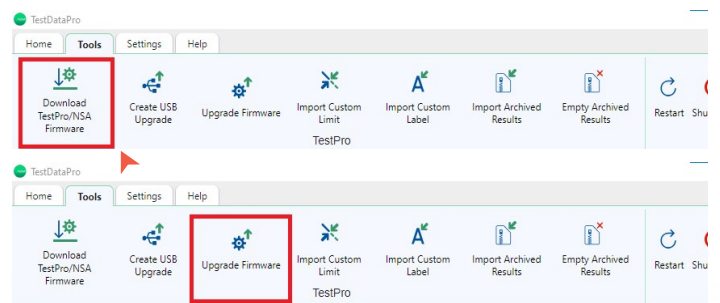 TestDataPro
Home Tools Settings Help
Download TestPro/NSA Firmware
Create USB Upgrade
Upgrade Firmware
Import Custom Limit
Import Custom Label
Import Archived Results
Empty Archived Results
Restart
Shu
TestPro
TestDataPro
Home Tools Settings Help
Download TestPro/NSA Firmware
Create USB Upgrade
Upgrade Firmware
Import Custom Limit
Import Custom Label
Import Archived Results
Empty Archived Results
Restart
Shu
TestPro